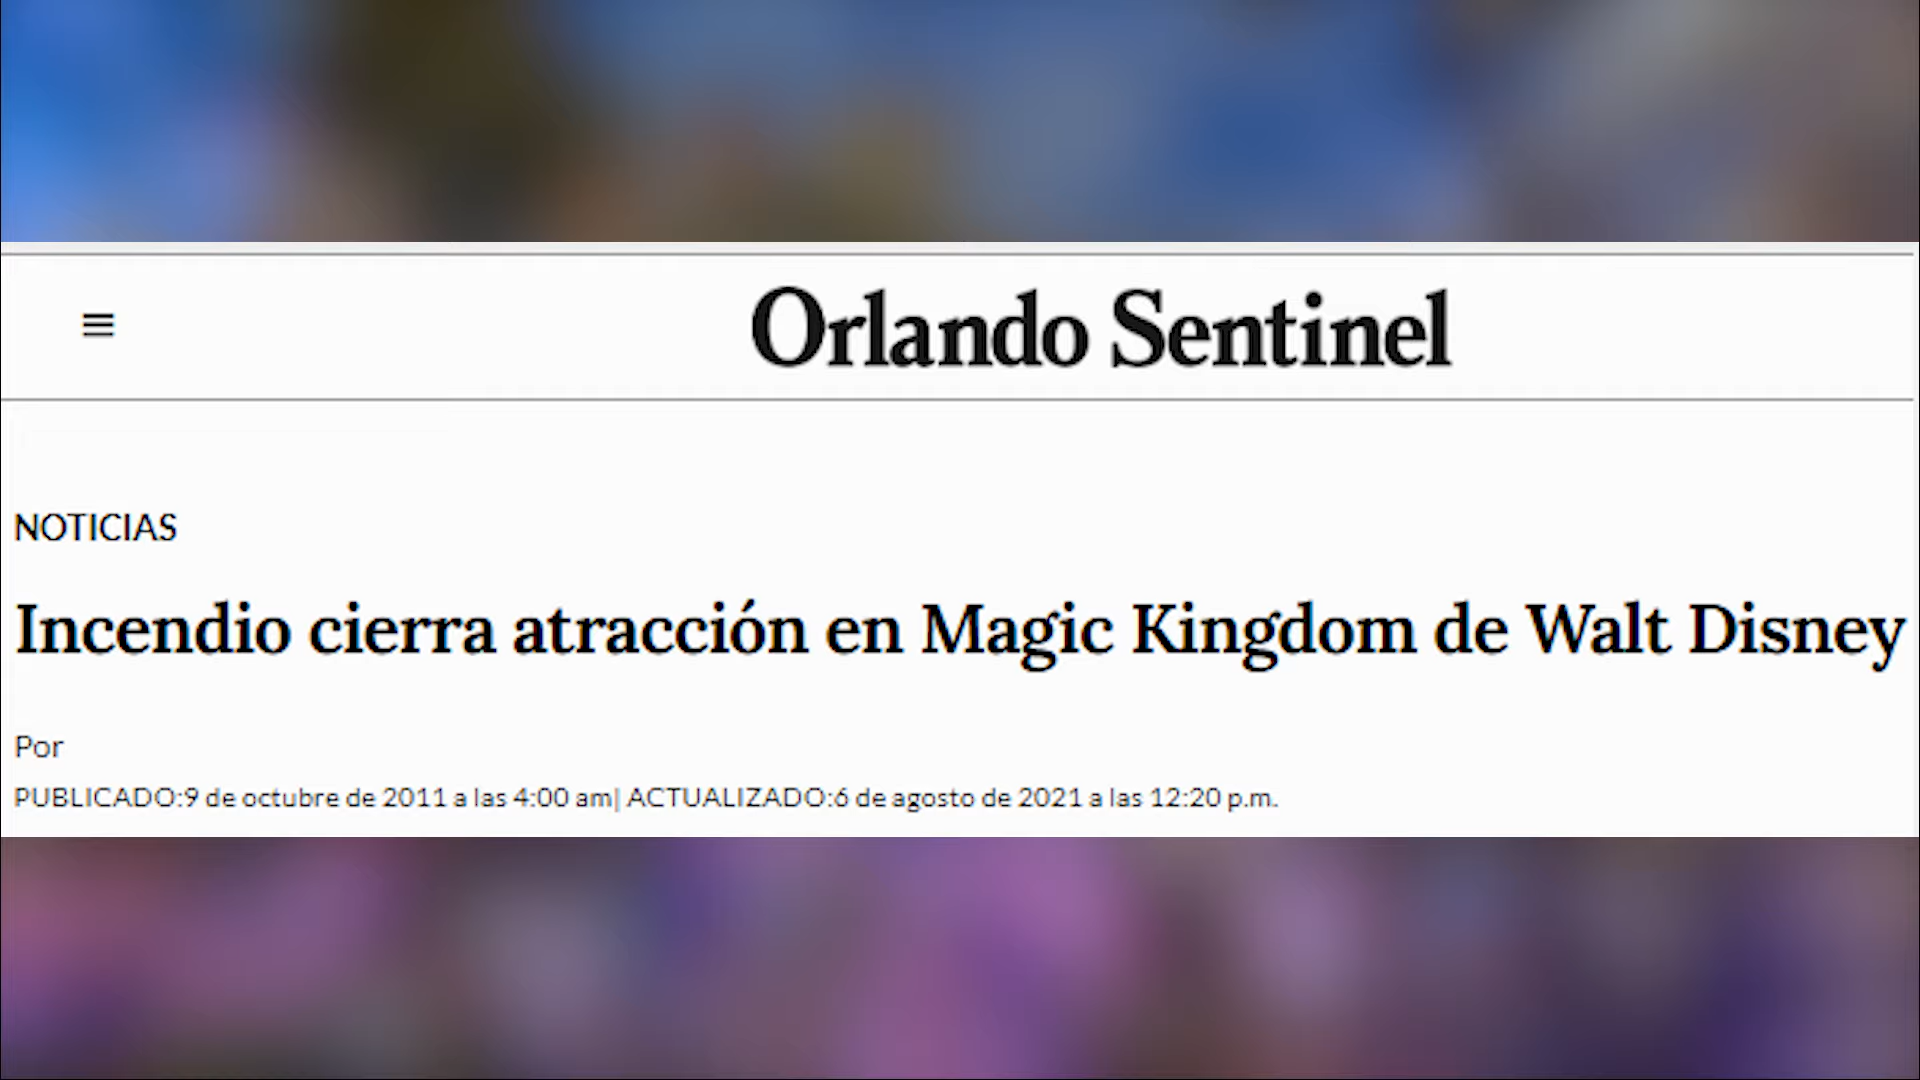 Orlando Sentinel
NOTICIAS
Incendio cierra atracción en Magic Kingdom de Walt Disney
Por
PUBLICADO:9 de octubre de 2011 a las 4:00 am| ACTUALIZADO:6 de agosto de 2021 a las 12:20 p.m.